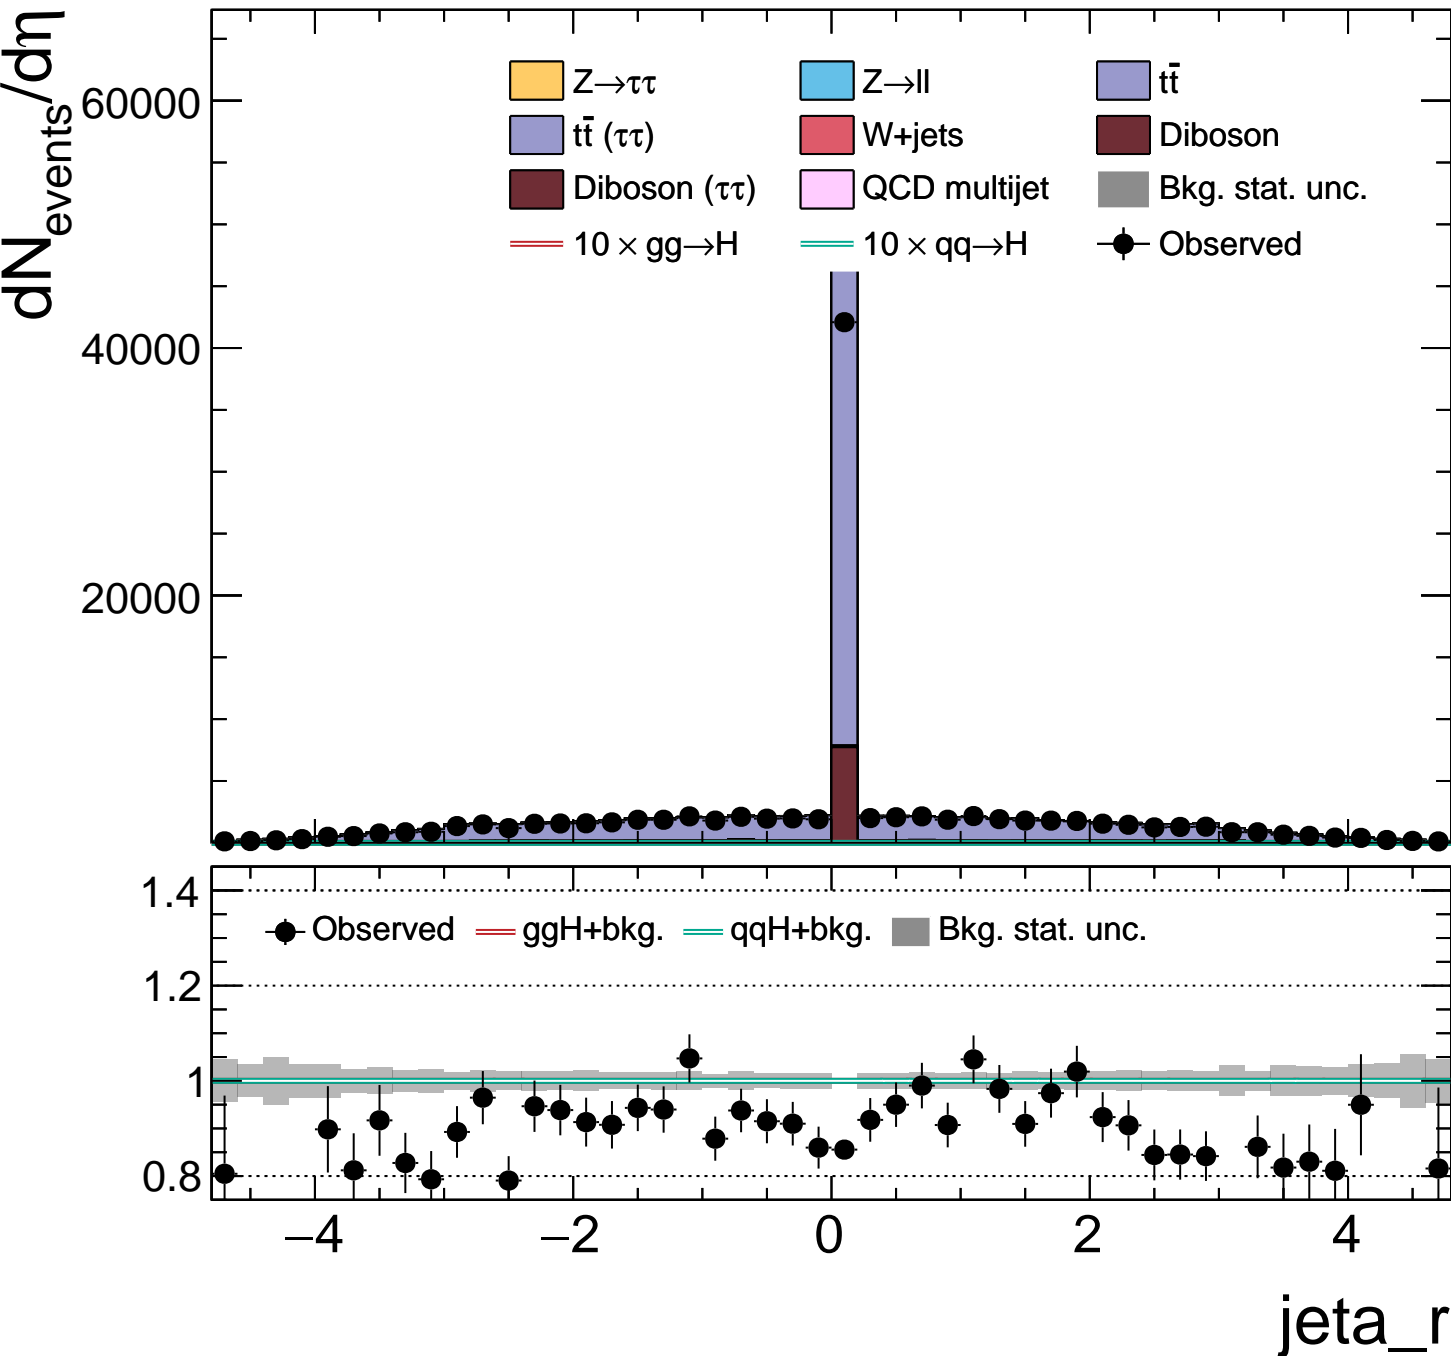 dN_events/dη
60000
40000
20000
Z→ττ Z→ll tt̄
tt̄ (ττ) W+jets Diboson
Diboson (ττ) QCD multijet Bkg. stat. unc.
10 × gg→H 10 × qq→H Observed
1.4
1.2
1
0.8
Observed ggH+bkg. qqH+bkg. Bkg. stat. unc.
−4 −2 0 2 4
jeta_r